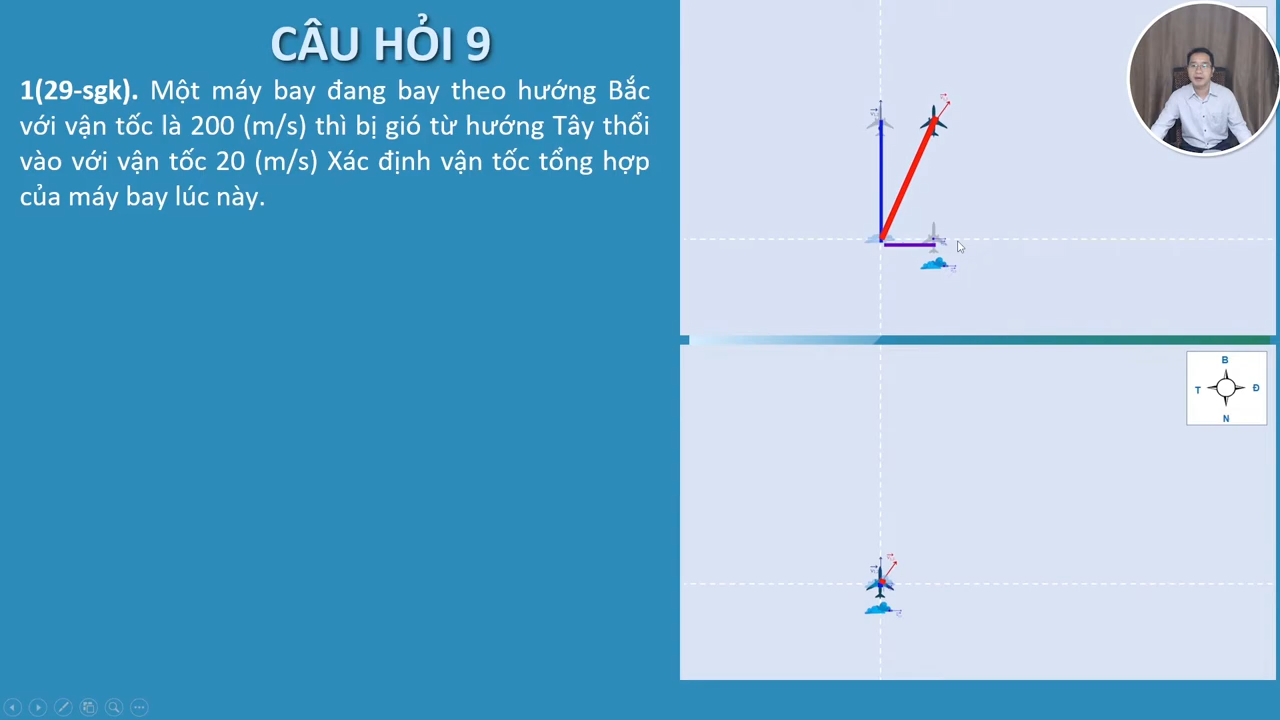 CÂU HỎI 9
1(29-sgk). Một máy bay đang bay theo hướng Bắc
với vận tốc là 200 (m/s) thì bị gió từ hướng Tây thổi
vào với vận tốc 20 (m/s) Xác định vận tốc tổng hợp
của máy bay lúc này.
B
T
Đ
N